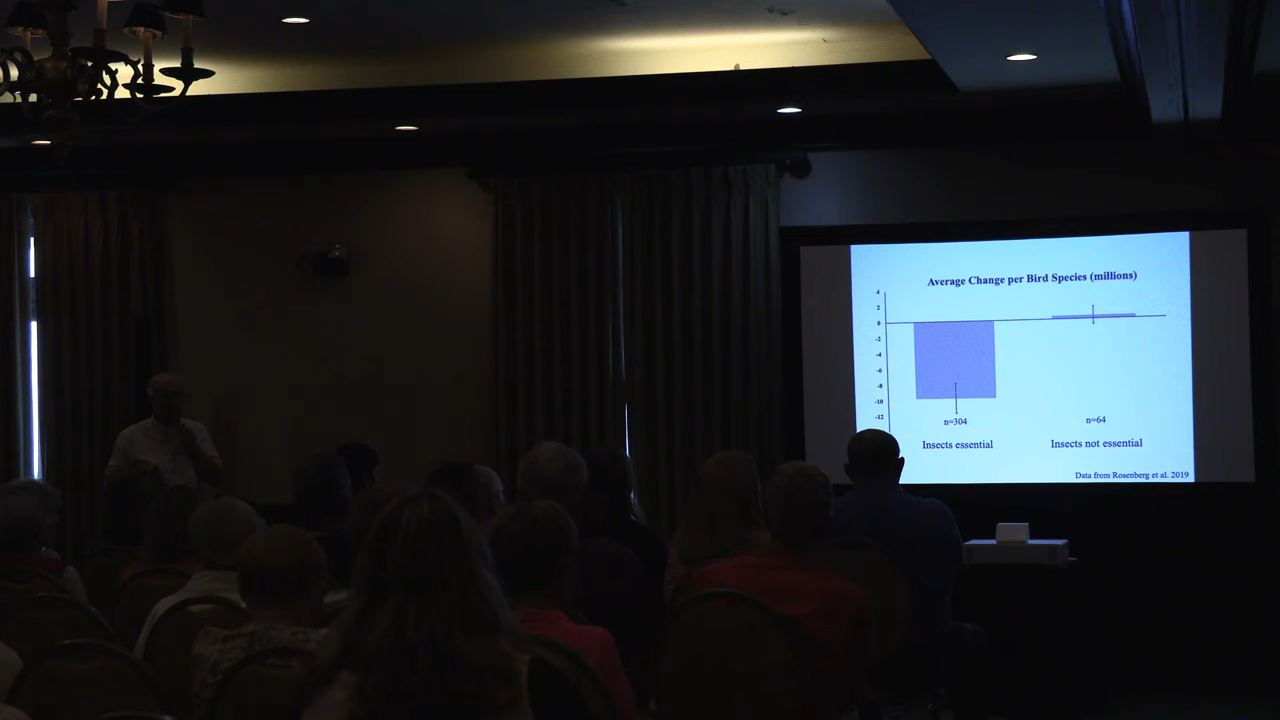 Average Change per Bird Species (millions)
4
2
0
-2
-4
-6
-8
-10
-12
n=304
n=64
Insects essential
Insects not essential
Data from Rosenberg et al. 2019